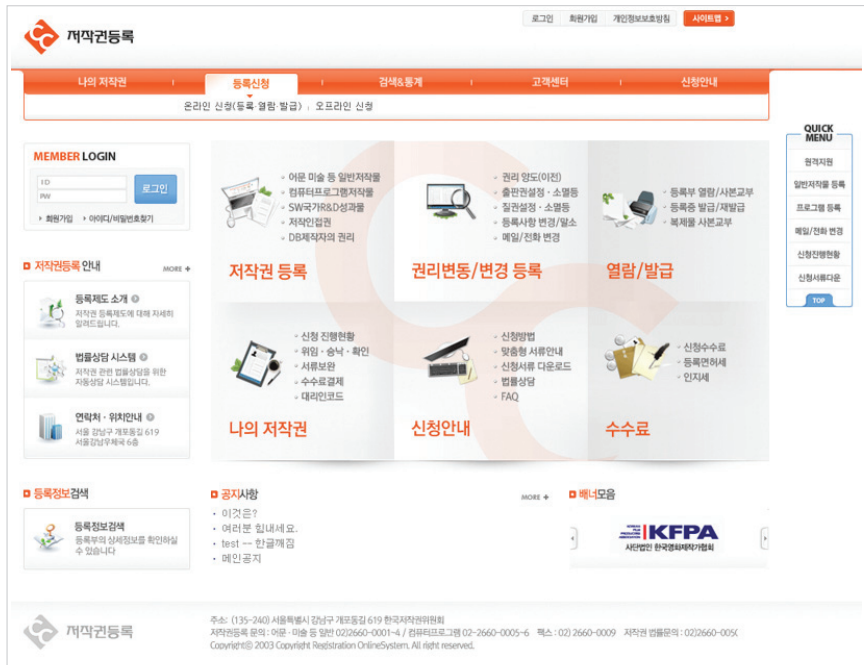 로그인 회원가입 개인정보보호방침 사이트맵 >
저작권등록
나의 저작권 등록신청 검색&통계 고객센터 신청안내
온라인 신청(등록·열람·발급) 오프라인 신청
MEMBER LOGIN
ID
PW
로그인
회원가입 아이디/비밀번호찾기
저작권등록 안내 MORE +
등록제도 소개
저작권 등록제도에 대해 자세히
알려드립니다.
법률상담 시스템
저작권 관련 법률상담을 위한
자동상담 시스템입니다.
연락처·위치안내
서울 강남구 개포동길 619
서울강남우체국 6층
등록정보검색
등록정보검색
등록부의 상세정보를 확인하실
수 있습니다
어문 미술 등 일반저작물
컴퓨터프로그램저작물
SW국가R&D성과물
저작인접권
DB제작자의 권리
저작권 등록
권리 양도(이전)
출판권설정·소멸등
질권설정·소멸등
등록사항 변경/말소
메일/전화 변경
권리변동/변경 등록
등록부 열람/사본교부
등록증 발급/재발급
복제물 사본교부
열람/발급
신청 진행현황
위임·승낙·확인
서류보완
수수료결제
대리인코드
나의 저작권
신청방법
맞춤형 서류안내
신청서류 다운로드
법률상담
FAQ
신청안내
신청수수료
등록면허세
인지세
수수료
공지사항 MORE +
이것은?
여러분 힘내세요.
test -- 한글깨짐
메인공지
배너모음
KOREAN
FILM
PRODUCERS
ASSOCIATION
KFPA
사단법인 한국영화제작가협회
QUICK
MENU
원격지원
일반저작물 등록
프로그램 등록
메일/전화 변경
신청진행현황
신청서류다운
TOP
저작권등록
주소: (135-240) 서울특별시 강남구 개포동길 619 한국저작권위원회
저작권등록 문의 : 어문·미술 등 일반 02)2660-0001~4 / 컴퓨터프로그램 02-2660-0005~6 팩스 : 02) 2660-0009 저작권 법률문의 : 02)2660-005
Copyrightⓒ 2003 Copyright Registration OnlineSystem. All right reserved.